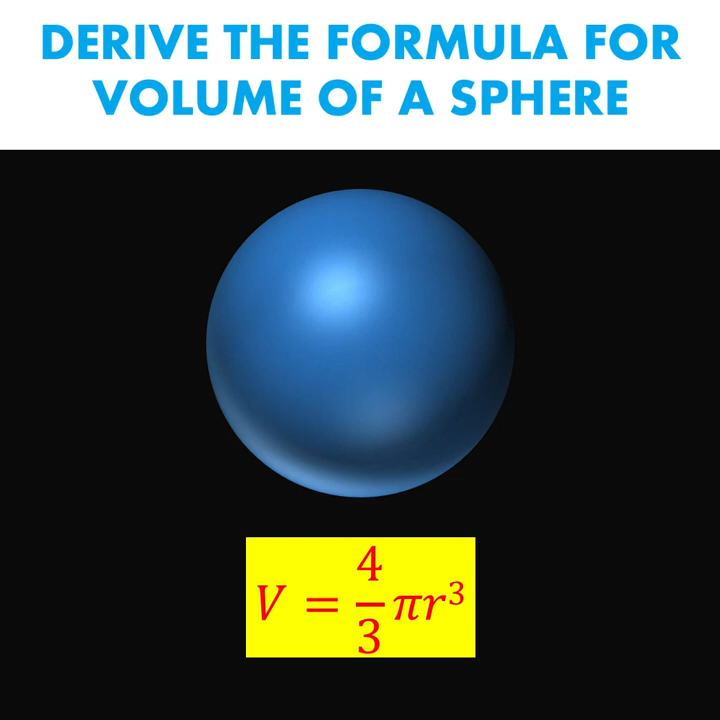 DERIVE THE FORMULA FOR
VOLUME OF A SPHERE
V = 4/3 πr³